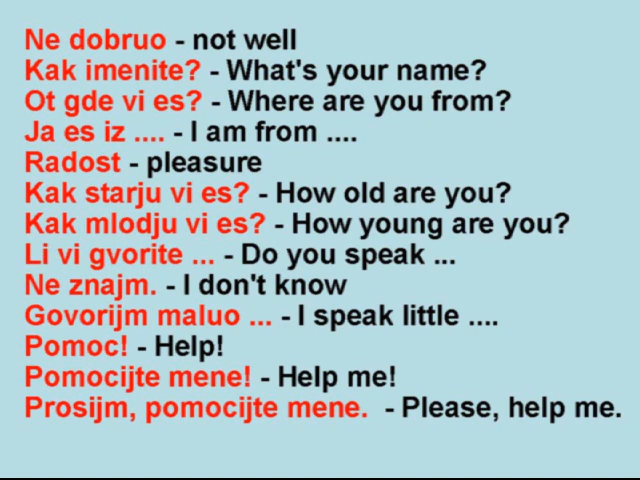 Ne dobruo - not well
Kak imenite? - What's your name?
Ot gde vi es? - Where are you from?
Ja es iz .... - I am from ....
Radost - pleasure
Kak starju vi es? - How old are you?
Kak mlodju vi es? - How young are you?
Li vi gvorite ... - Do you speak ...
Ne znajm. - I don't know
Govorijm maluo ... - I speak little ....
Pomoc! - Help!
Pomocijte mene! - Help me!
Prosijm, pomocijte mene. - Please, help me.